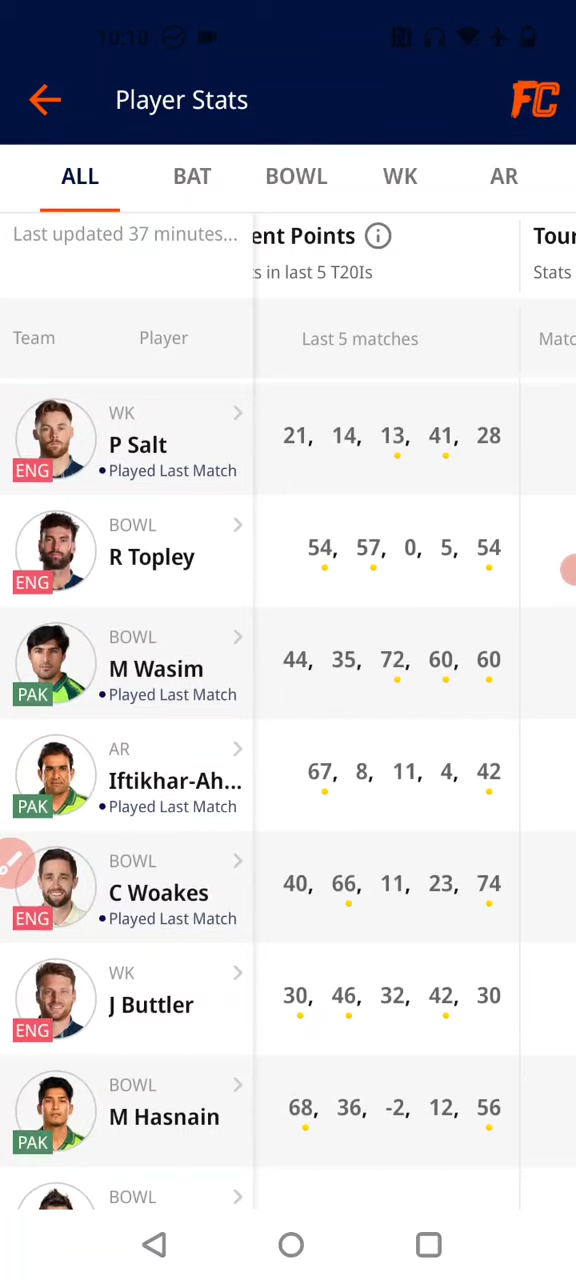 10:10
Player Stats
FC
ALL BAT BOWL WK AR
Last updated 37 minutes... ent Points Tour
s in last 5 T20Is Stats
Team Player Last 5 matches Matc
WK
P Salt 21, 14, 13, 41, 28
ENG Played Last Match
BOWL
R Topley 54, 57, 0, 5, 54
ENG
BOWL
M Wasim 44, 35, 72, 60, 60
PAK Played Last Match
AR
Iftikhar-Ah... 67, 8, 11, 4, 42
PAK Played Last Match
BOWL
C Woakes 40, 66, 11, 23, 74
ENG Played Last Match
WK
J Buttler 30, 46, 32, 42, 30
ENG
BOWL
M Hasnain 68, 36, -2, 12, 56
PAK
BOWL